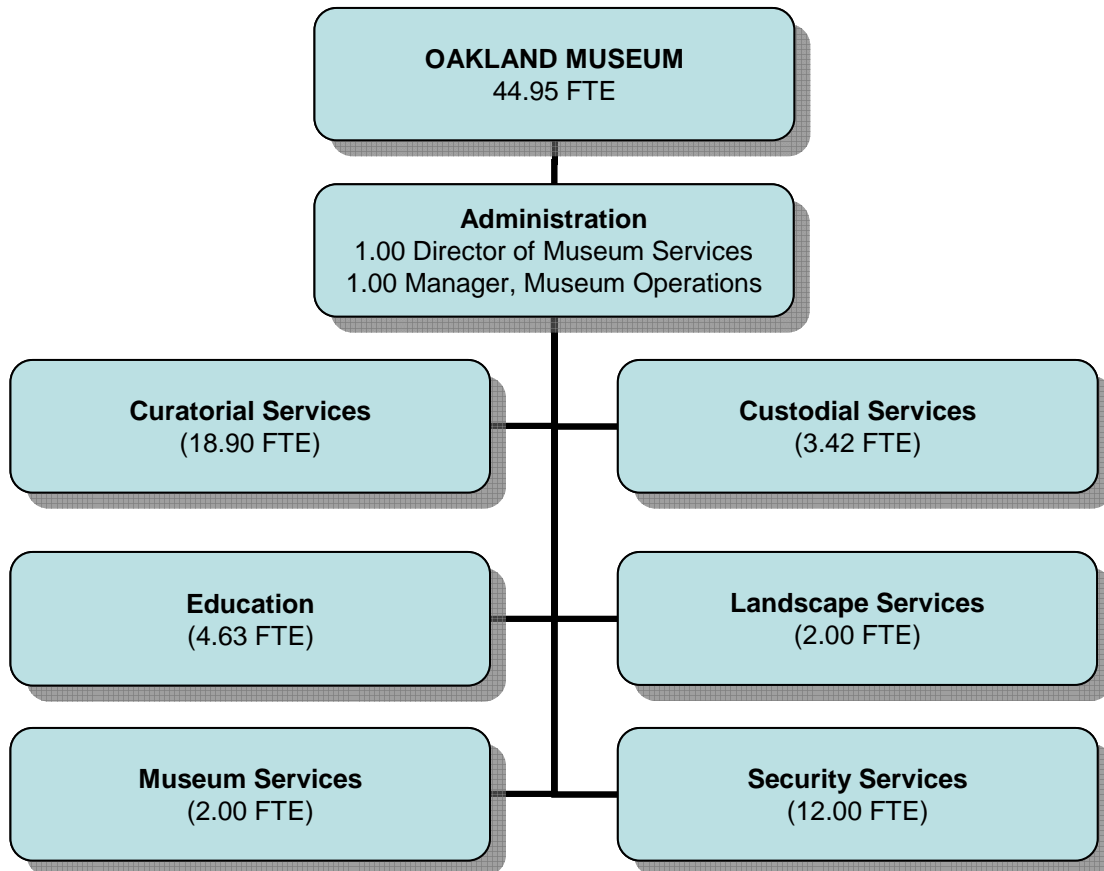 OAKLAND MUSEUM
44.95 FTE
Administration
1.00 Director of Museum Services
1.00 Manager, Museum Operations
Curatorial Services
(18.90 FTE)
Custodial Services
(3.42 FTE)
Education
(4.63 FTE)
Landscape Services
(2.00 FTE)
Museum Services
(2.00 FTE)
Security Services
(12.00 FTE)